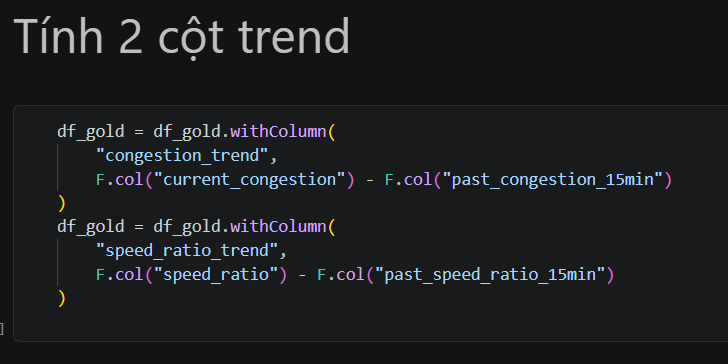 Tính 2 cột trend
df_gold = df_gold.withColumn(
"congestion_trend",
F.col("current_congestion") - F.col("past_congestion_15min")
)
df_gold = df_gold.withColumn(
"speed_ratio_trend",
F.col("speed_ratio") - F.col("past_speed_ratio_15min")
)
]